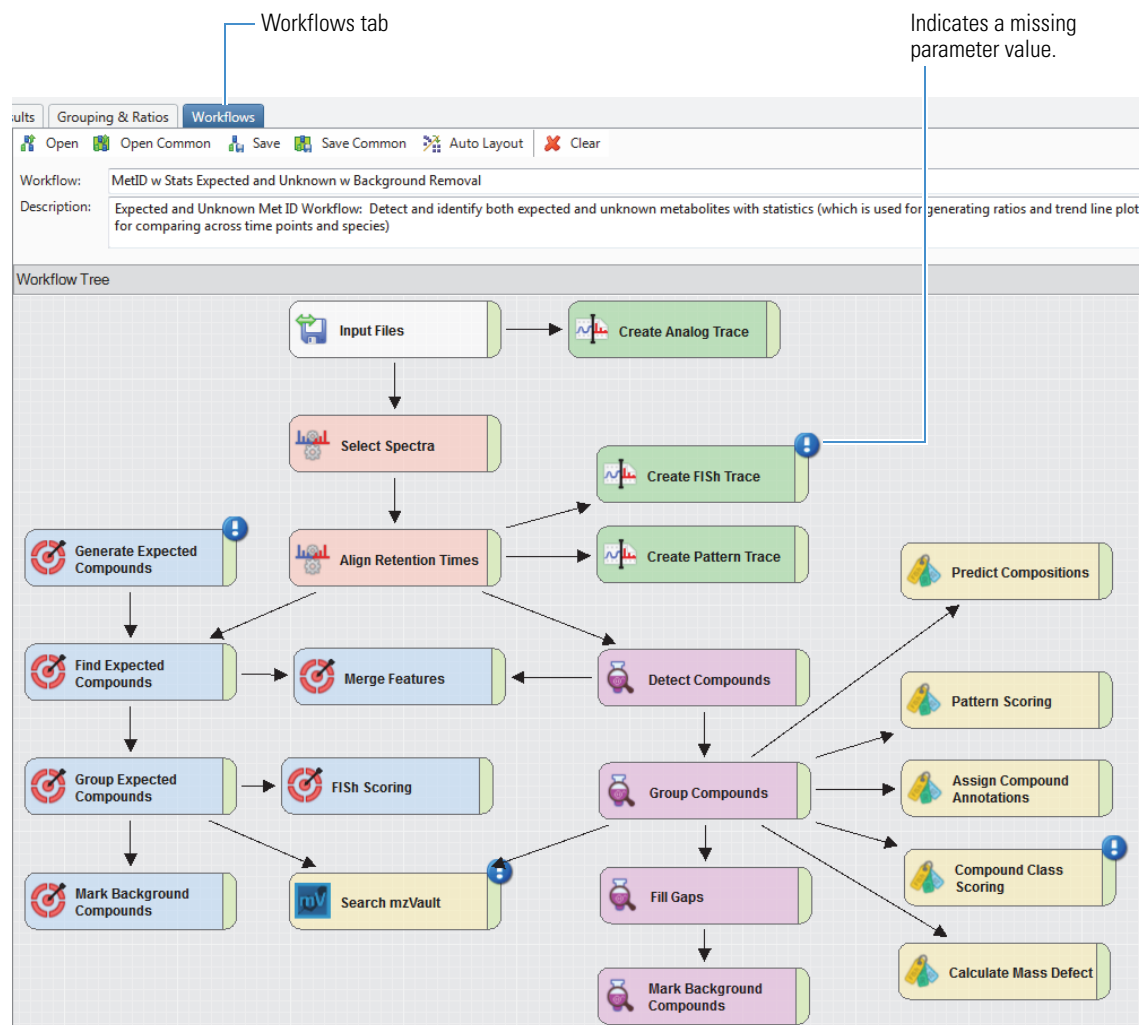 Workflows tab
Indicates a missing
parameter value.
ults
Grouping & Ratios
Workflows
Open
Open Common
Save
Save Common
Auto Layout
Clear
Workflow:
MetID w Stats Expected and Unknown w Background Removal
Description:
Expected and Unknown Met ID Workflow: Detect and identify both expected and unknown metabolites with statistics (which is used for generating ratios and trend line plot
for comparing across time points and species)
Workflow Tree
Input Files
Create Analog Trace
Select Spectra
Create FISh Trace
Generate Expected
Compounds
Align Retention Times
Create Pattern Trace
Predict Compositions
Find Expected
Compounds
Merge Features
Detect Compounds
Pattern Scoring
Group Expected
Compounds
FISh Scoring
Group Compounds
Assign Compound
Annotations
Mark Background
Compounds
mV
Search mzVault
Fill Gaps
Compound Class
Scoring
Mark Background
Compounds
Calculate Mass Defect